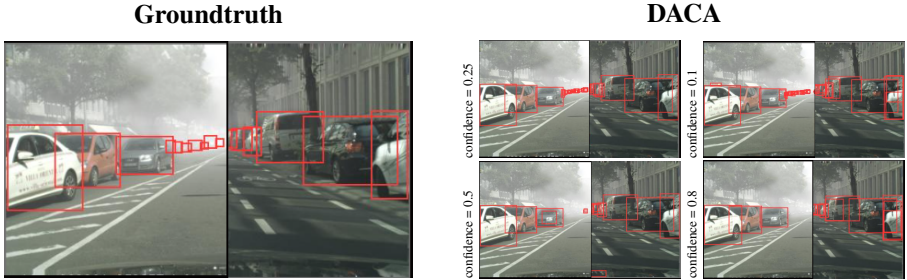 Groundtruth
DACA
confidence = 0.25
confidence = 0.1
confidence = 0.5
confidence = 0.8